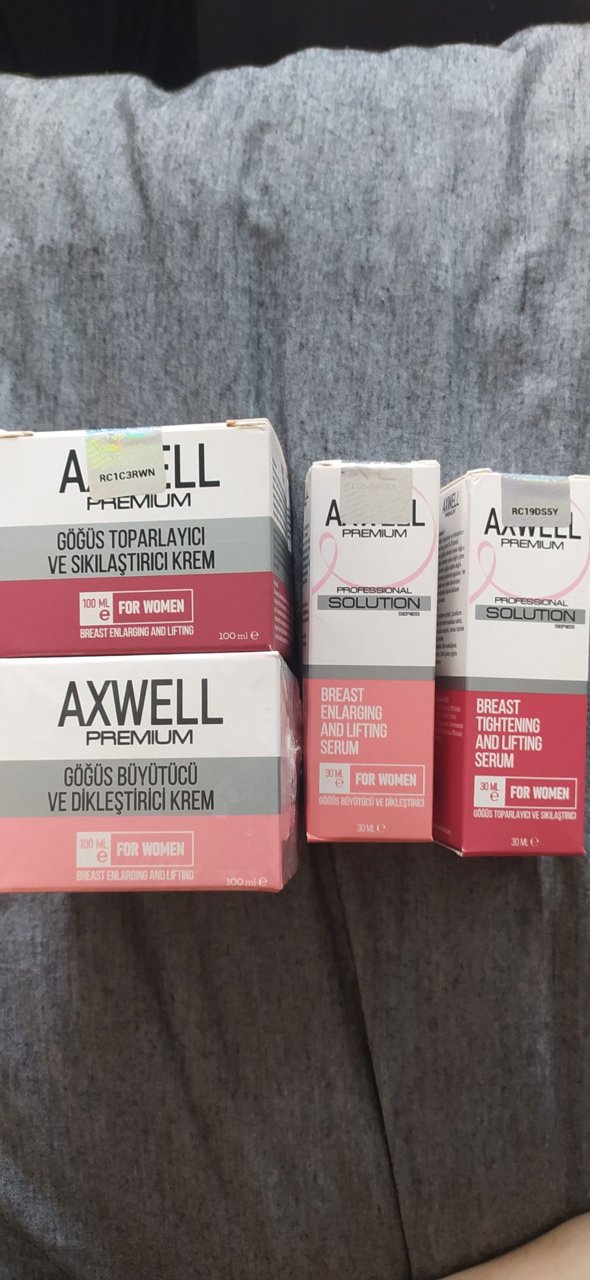 RC1C3RWN
AXWELL
PREMIUM
GÖĞÜS TOPARLAYICI
VE SIKILAŞTIRICI KREM
100 ML
e
FOR WOMEN
BREAST ENLARGING AND LIFTING
100 ml e
AXWELL
PREMIUM
GÖĞÜS BÜYÜTÜCÜ
VE DİKLEŞTİRİCİ KREM
100 ML
e
FOR WOMEN
BREAST ENLARGING AND LIFTING
100 ml e
AXWELL
PREMIUM
PROFESSIONAL
SOLUTION
SERIES
BREAST
ENLARGING
AND LIFTING
SERUM
30 ML
e
FOR WOMEN
GÖĞÜS BÜYÜTÜCÜ VE DİKLEŞTİRİCİ
30 ML e
AXWELL
RC19DS5Y
AXWELL
PREMIUM
PROFESSIONAL
SOLUTION
SERIES
BREAST
TIGHTENING
AND LIFTING
SERUM
30 ML
e
FOR WOMEN
GÖĞÜS TOPARLAYICI VE SIKILAŞTIRICI
30 ML e